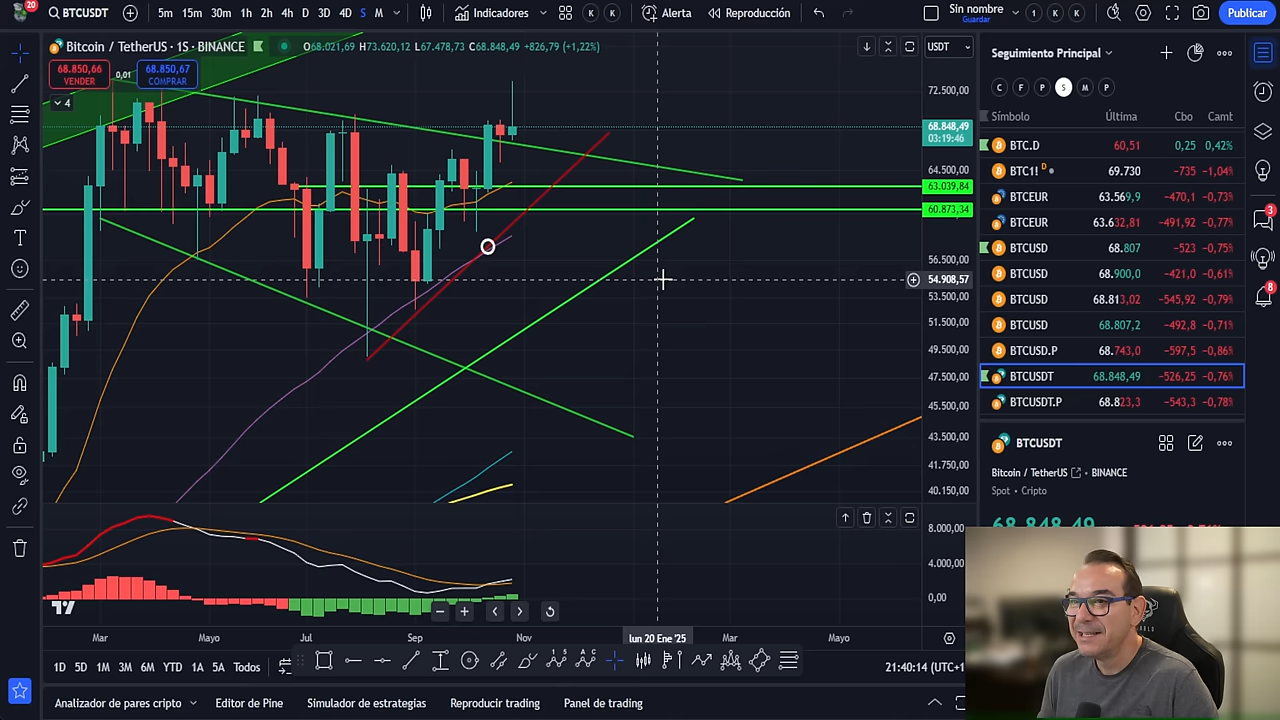 20
BTCUSDT
5m 15m 30m 1h 2h 4h D 3D 4D S M
Indicadores
K K
Alerta
Reproducción
Sin nombre
Guardar
1 K K
Publicar
Bitcoin / TetherUS · 1S · BINANCE
O68.021,69 H73.620,12 L67.478,73 C68.848,49 +826,79 (+1,22%)
68.850,66
VENDER
0,01
68.850,67
COMPRAR
4
USDT
72.500,00
68.848,49
03:19:46
64.500,00
63.039,84
60.873,34
56.500,00
54.908,57
53.500,00
51.500,00
49.500,00
47.500,00
45.500,00
43.500,00
41.750,00
40.150,00
8.000,00
4.000,00
0,00
Mar Mayo Jul Sep Nov lun 20 Ene '25 Mar Mayo
1D 5D 1M 3M 6M YTD 1A 5A Todos
21:40:14 (UTC+1
Analizador de pares cripto
Editor de Pine
Simulador de estrategias
Reproducir trading
Panel de trading
Seguimiento Principal
C F P S M P
Símbolo Última Cbo Camt
BTC.D 60,51 0,25 0,42%
BTC1! D 69.730 −735 −1,04%
BTCEUR 63.569,9 −470,1 −0,73%
BTCEUR 63.632,81 −491,92 −0,77%
BTCUSD 68.807 −523 −0,75%
BTCUSD 68.900,0 −421,0 −0,61%
BTCUSD 68.813,02 −545,92 −0,79%
BTCUSD 68.807,2 −492,8 −0,71%
BTCUSD.P 68.743,0 −597,5 −0,86%
BTCUSDT 68.848,49 −526,25 −0,76%
BTCUSDT.P 68.823,3 −543,3 −0,78%
BTCUSDT
Bitcoin / TetherUS · BINANCE
Spot • Cripto
68.848,49
3
8